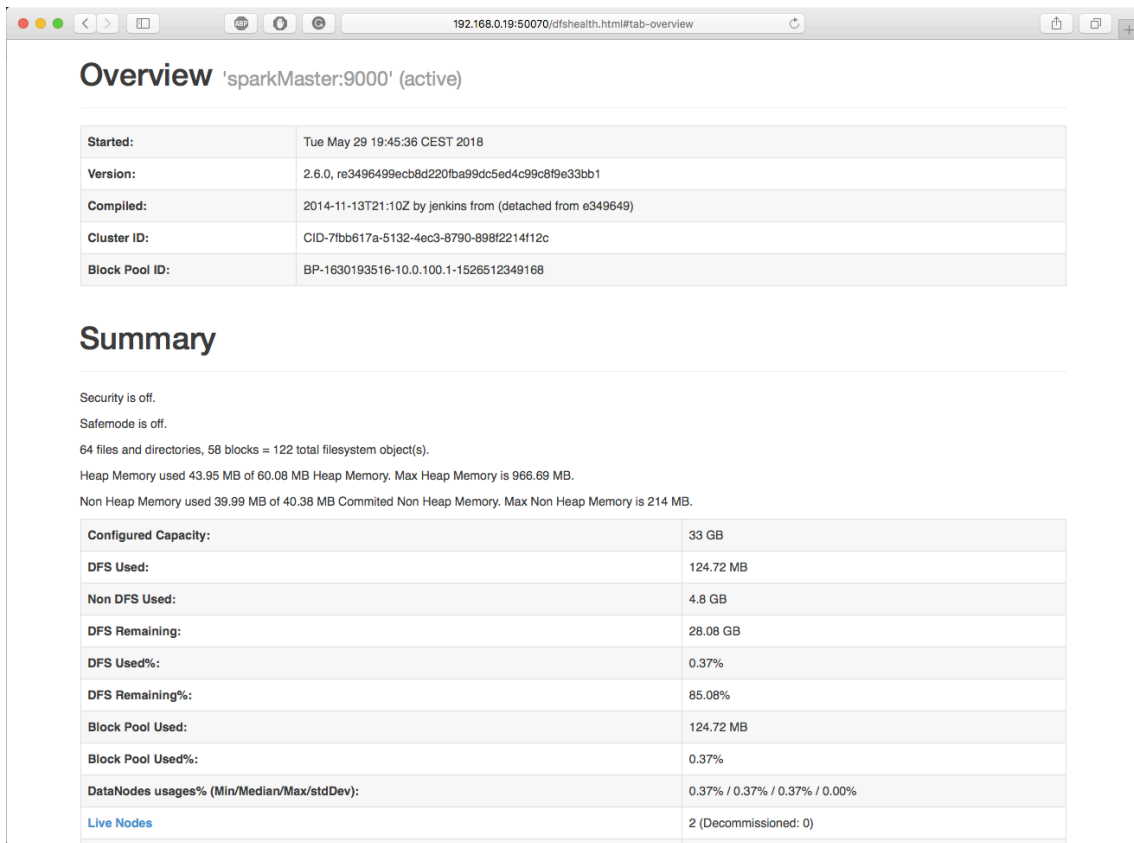 192.168.0.19:50070/dfshealth.html#tab-overview
ABP
Overview 'sparkMaster:9000' (active)
Started: Tue May 29 19:45:36 CEST 2018
Version: 2.6.0, re3496499ecb8d220fba99dc5ed4c99c8f9e33bb1
Compiled: 2014-11-13T21:10Z by jenkins from (detached from e349649)
Cluster ID: CID-7fbb617a-5132-4ec3-8790-898f2214f12c
Block Pool ID: BP-1630193516-10.0.100.1-1526512349168
Summary
Security is off.
Safemode is off.
64 files and directories, 58 blocks = 122 total filesystem object(s).
Heap Memory used 43.95 MB of 60.08 MB Heap Memory. Max Heap Memory is 966.69 MB.
Non Heap Memory used 39.99 MB of 40.38 MB Commited Non Heap Memory. Max Non Heap Memory is 214 MB.
Configured Capacity: 33 GB
DFS Used: 124.72 MB
Non DFS Used: 4.8 GB
DFS Remaining: 28.08 GB
DFS Used%: 0.37%
DFS Remaining%: 85.08%
Block Pool Used: 124.72 MB
Block Pool Used%: 0.37%
DataNodes usages% (Min/Median/Max/stdDev): 0.37% / 0.37% / 0.37% / 0.00%
Live Nodes 2 (Decommissioned: 0)